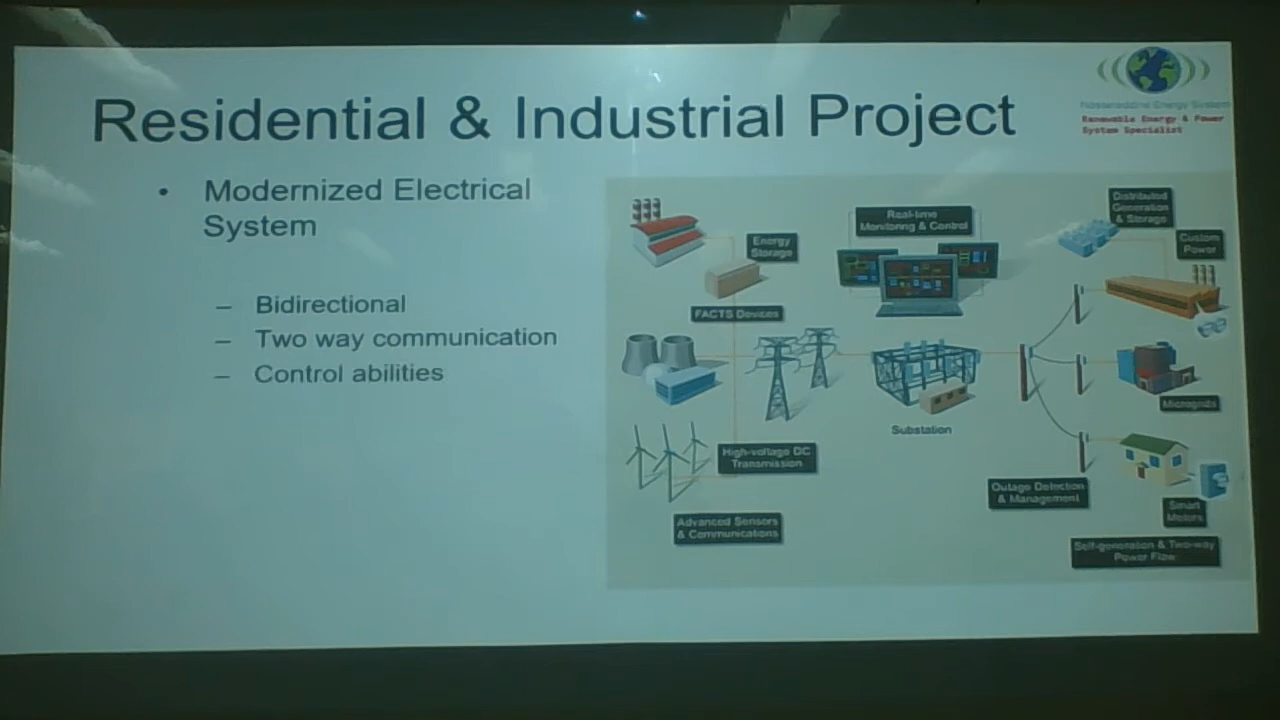 Residential & Industrial Project
Renewable Energy & Power
System Specialist
• Modernized Electrical
System
– Bidirectional
– Two way communication
– Control abilities
Energy
Storage
FACTS Devices
Real-time
Monitoring & Control
Distributed
Generation
& Storage
Custom
Power
Substation
Microgrids
High-voltage DC
Transmission
Outage Detection
& Management
Smart
Meters
Advanced Sensors
& Communications
Self-generation & Two-way
Power Flow